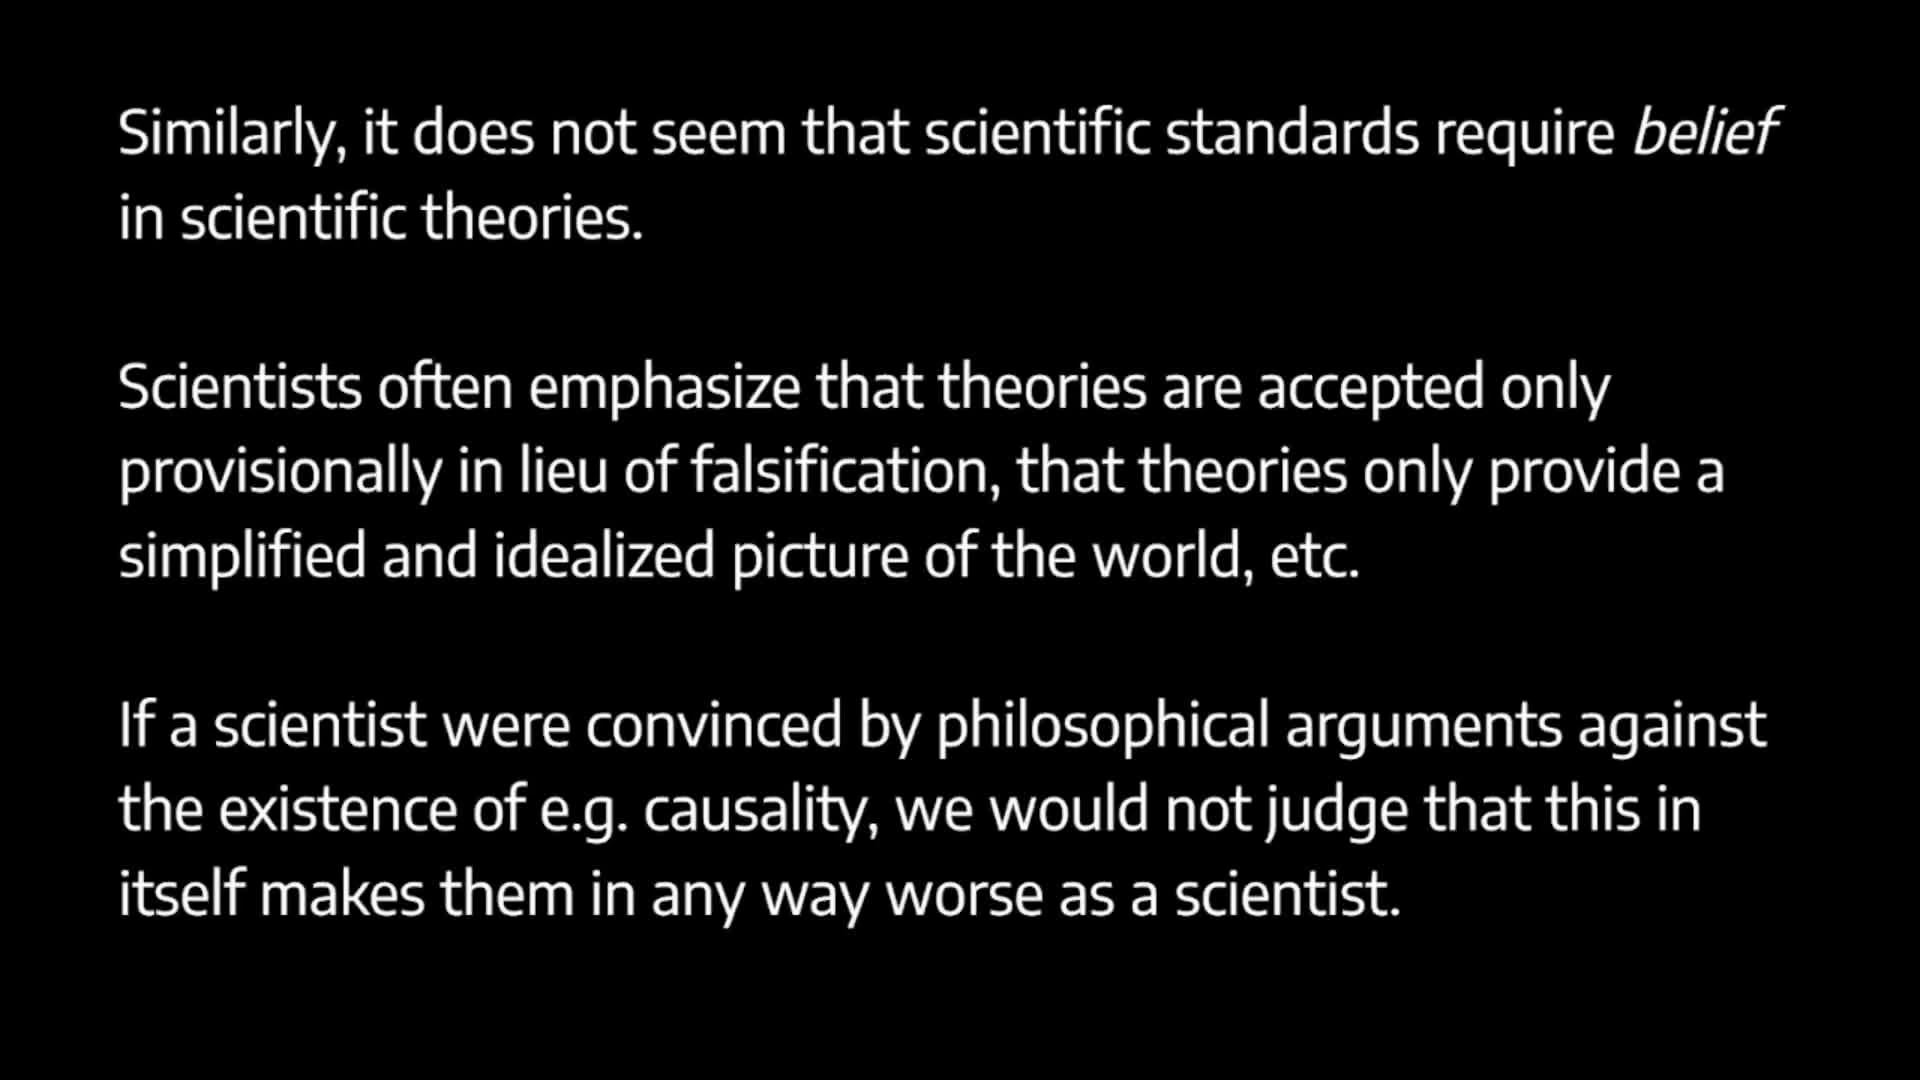 Similarly, it does not seem that scientific standards require belief
in scientific theories.
Scientists often emphasize that theories are accepted only
provisionally in lieu of falsification, that theories only provide a
simplified and idealized picture of the world, etc.
If a scientist were convinced by philosophical arguments against
the existence of e.g. causality, we would not judge that this in
itself makes them in any way worse as a scientist.